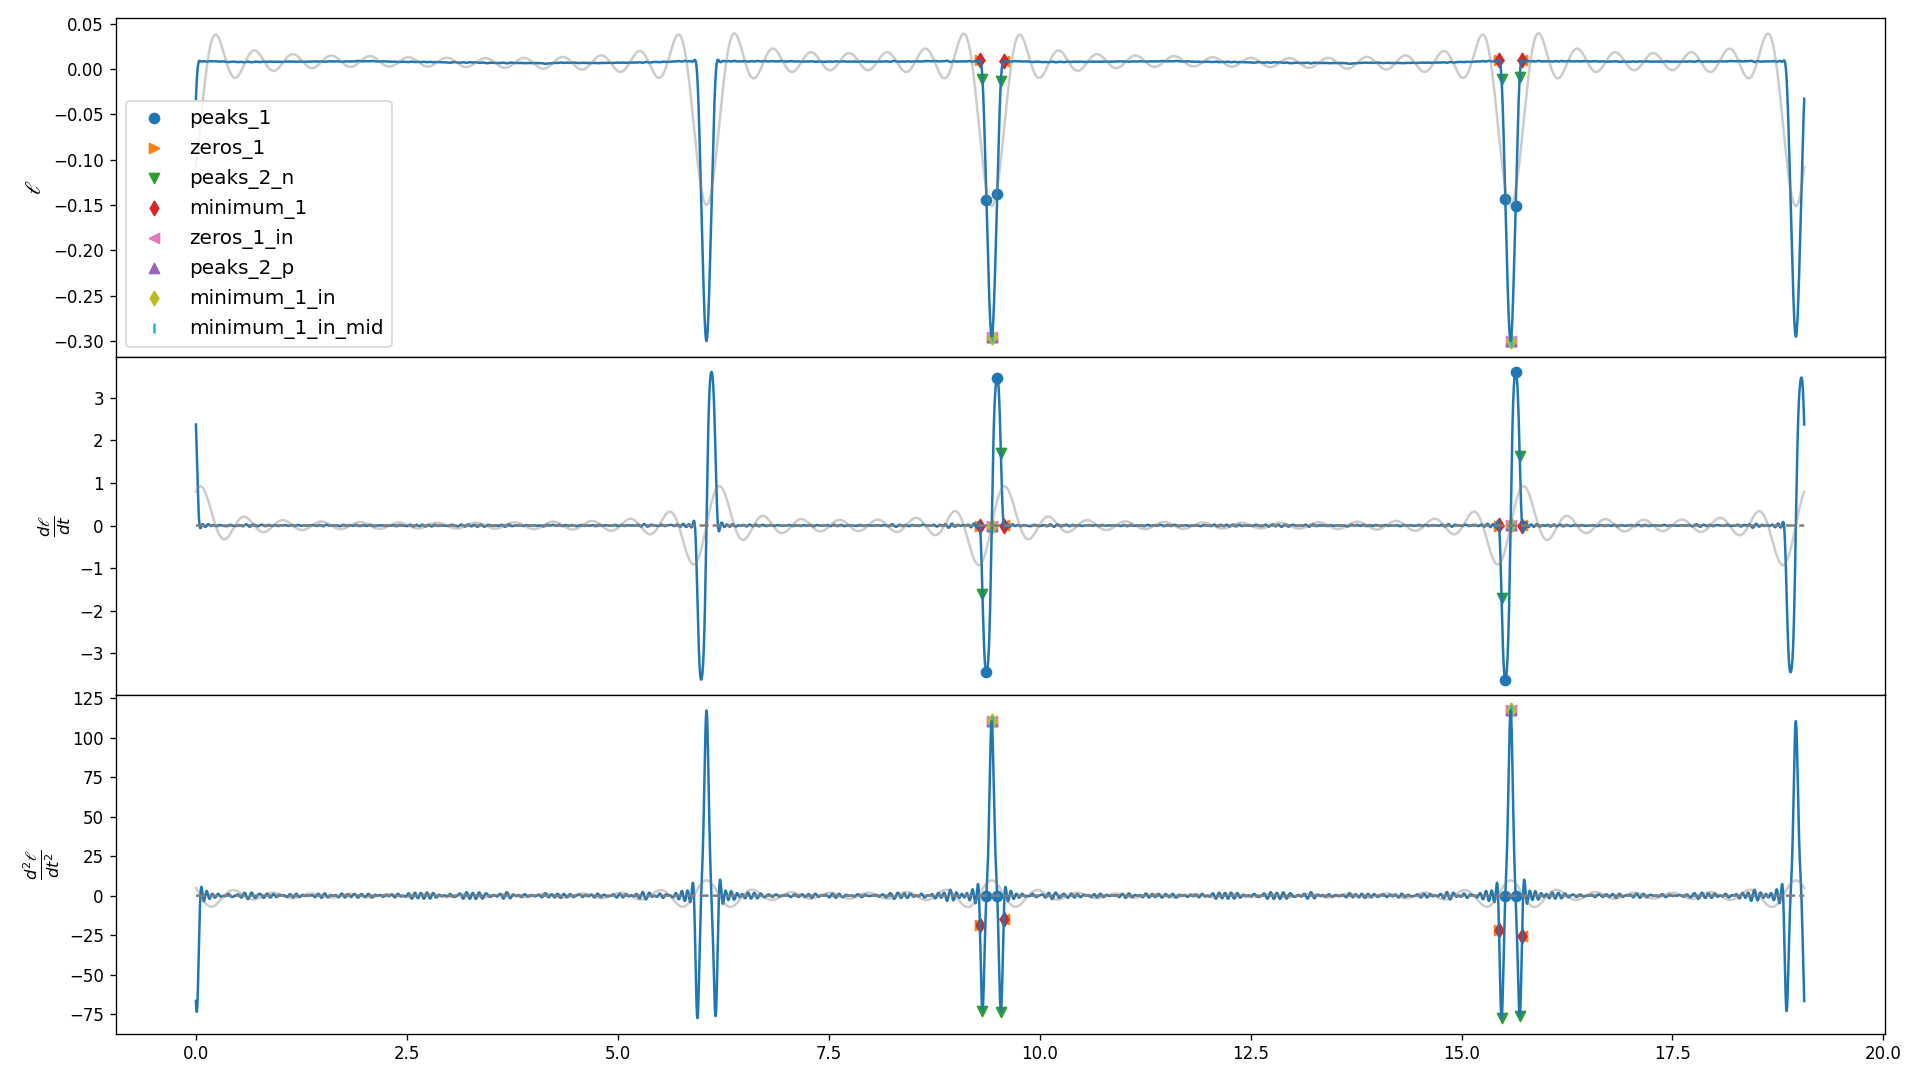 0.05
0.00
−0.05
−0.10
−0.15
−0.20
−0.25
−0.30
ℓ
peaks_1
zeros_1
peaks_2_n
minimum_1
zeros_1_in
peaks_2_p
minimum_1_in
minimum_1_in_mid
3
2
1
0
−1
−2
−3
dℓ
dt
125
100
75
50
25
0
−25
−50
−75
d²ℓ
dt²
0.0 2.5 5.0 7.5 10.0 12.5 15.0 17.5 20.0